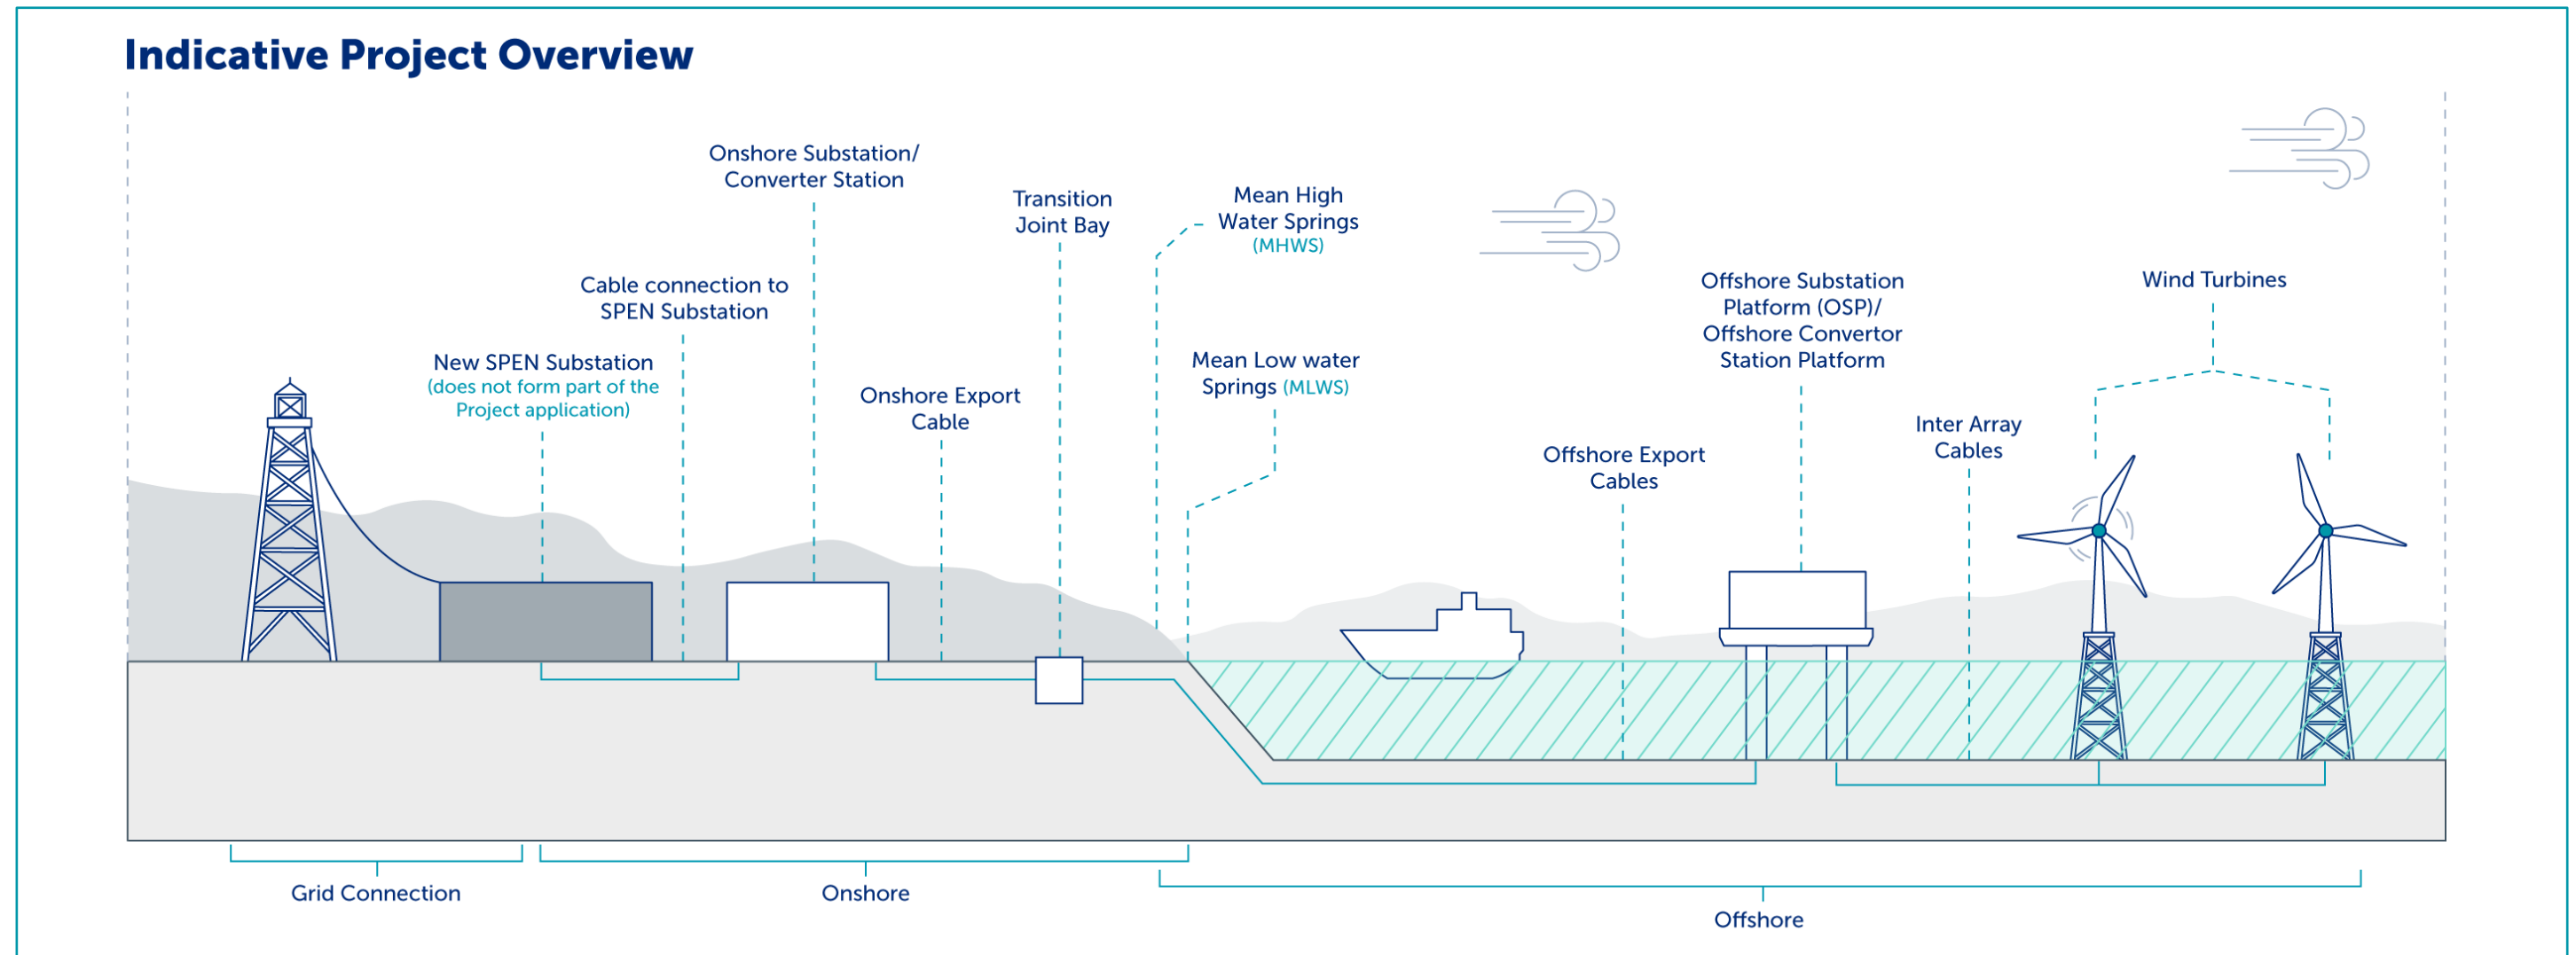 Indicative Project Overview
Onshore Substation/
Converter Station
Transition
Joint Bay
Mean High
Water Springs
(MHWS)
Cable connection to
SPEN Substation
Offshore Substation
Platform (OSP)/
Offshore Convertor
Station Platform
Wind Turbines
New SPEN Substation
(does not form part of the
Project application)
Mean Low water
Springs (MLWS)
Onshore Export
Cable
Offshore Export
Cables
Inter Array
Cables
Grid Connection
Onshore
Offshore